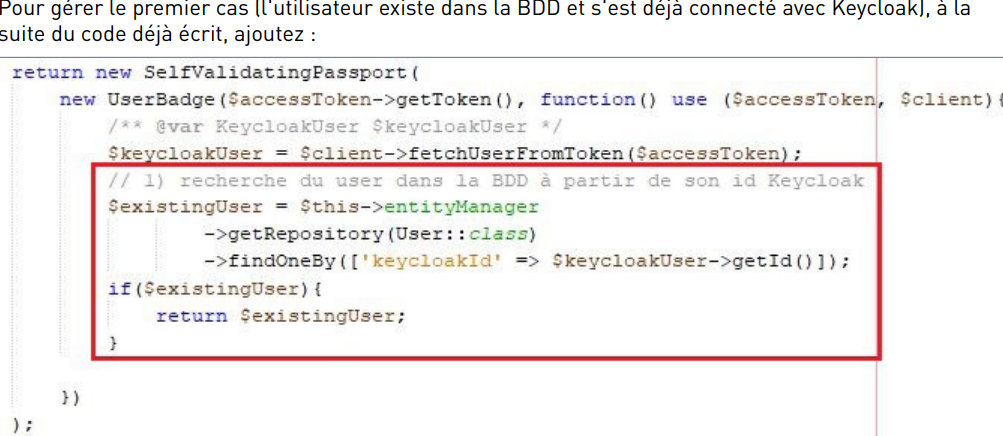 Pour gérer le premier cas (l'utilisateur existe dans la BDD et s'est déjà connecté avec Keycloak), à la
suite du code déjà écrit, ajoutez :
return new SelfValidatingPassport(
new UserBadge($accessToken->getToken(), function() use ($accessToken, $client){
/** @var KeycloakUser $keycloakUser */
$keycloakUser = $client->fetchUserFromToken($accessToken);
// 1) recherche du user dans la BDD à partir de son id Keycloak
$existingUser = $this->entityManager
->getRepository(User::class)
->findOneBy(['keycloakId' => $keycloakUser->getId()]);
if($existingUser){
return $existingUser;
}
})
);